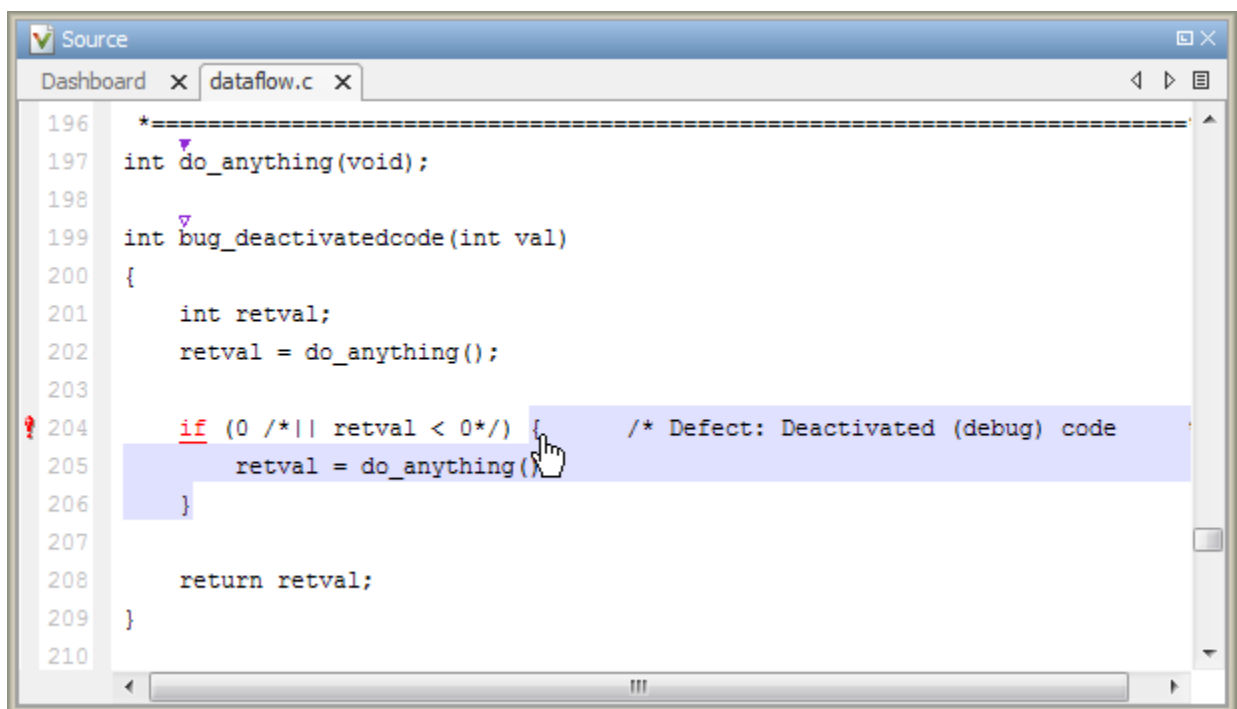 Source
Dashboard dataflow.c
196 *==========================================================================
197 int do_anything(void);
198
199 int bug_deactivatedcode(int val)
200 {
201 int retval;
202 retval = do_anything();
203
204 if (0 /*|| retval < 0*/) { /* Defect: Deactivated (debug) code
205 retval = do_anything()
206 }
207
208 return retval;
209 }
210